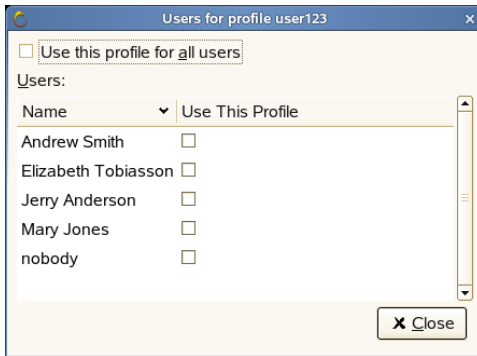 Users for profile user123
Use this profile for all users
Users:
Name Use This Profile
Andrew Smith
Elizabeth Tobiasson
Jerry Anderson
Mary Jones
nobody
Close